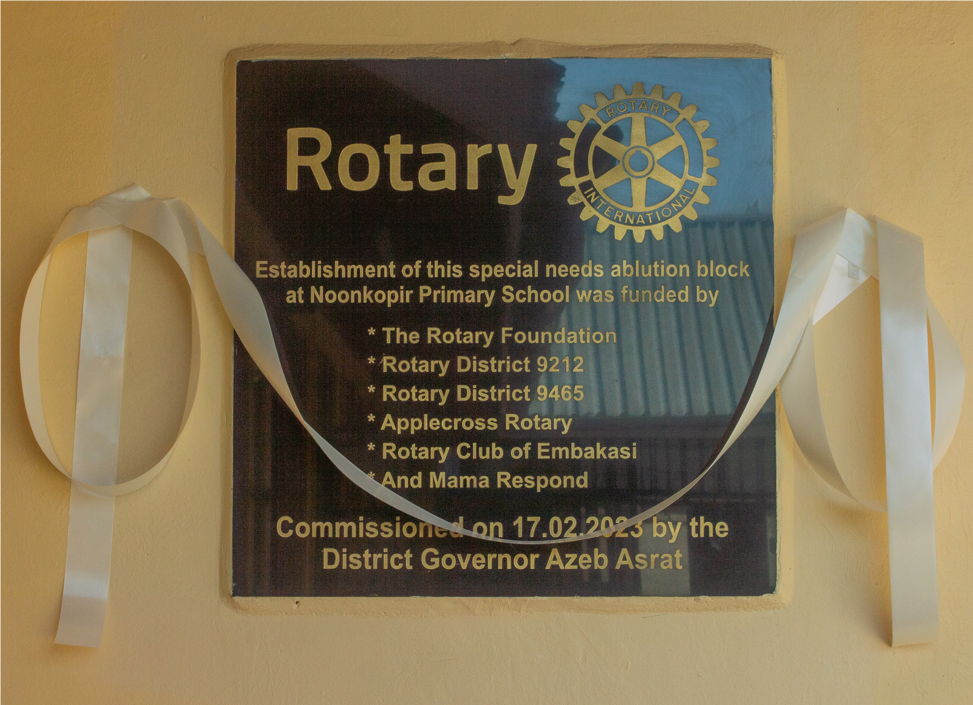 Rotary
ROTARY
INTERNATIONAL
Establishment of this special needs ablution block
at Noonkopir Primary School was funded by
* The Rotary Foundation
* Rotary District 9212
* Rotary District 9465
* Applecross Rotary
* Rotary Club of Embakasi
* And Mama Respond
Commissioned on 17.02.2023 by the
District Governor Azeb Asrat